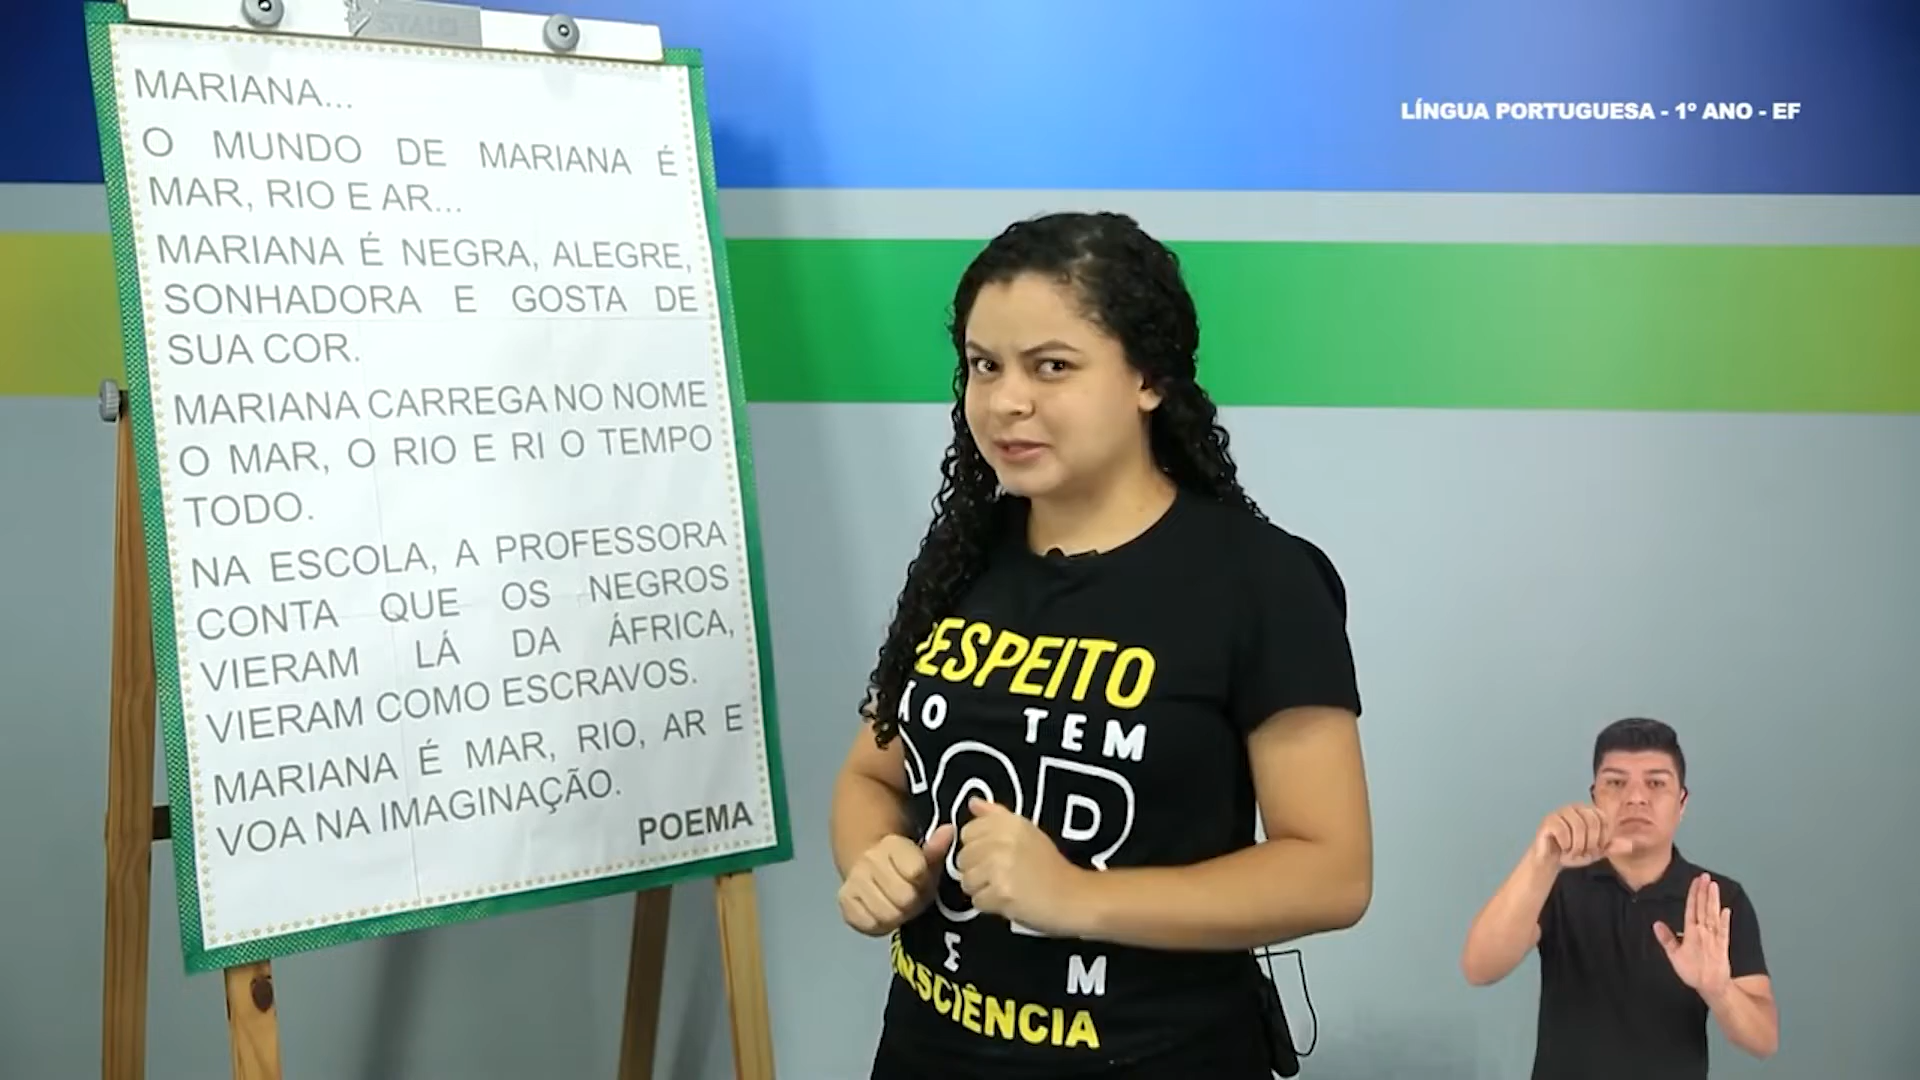 MARIANA...
O MUNDO DE MARIANA É
MAR, RIO E AR...
MARIANA É NEGRA, ALEGRE,
SONHADORA E GOSTA DE
SUA COR.
MARIANA CARREGA NO NOME
O MAR, O RIO E RI O TEMPO
TODO.
NA ESCOLA, A PROFESSORA
CONTA QUE OS NEGROS
VIERAM LÁ DA ÁFRICA,
VIERAM COMO ESCRAVOS.
MARIANA É MAR, RIO, AR E
VOA NA IMAGINAÇÃO.
POEMA
LÍNGUA PORTUGUESA - 1º ANO - EF
RESPEITO
TEM
COR